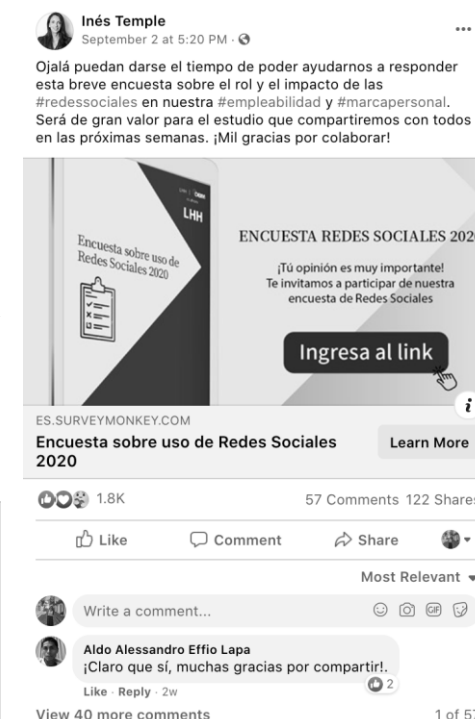 Inés Temple
September 2 at 5:20 PM ·
Ojalá puedan darse el tiempo de poder ayudarnos a responder
esta breve encuesta sobre el rol y el impacto de las
#redessociales en nuestra #empleabilidad y #marcapersonal.
Será de gran valor para el estudio que compartiremos con todos
en las próximas semanas. ¡Mil gracias por colaborar!
LHH
Encuesta sobre uso de
Redes Sociales 2020
ENCUESTA REDES SOCIALES 202
¡Tú opinión es muy importante!
Te invitamos a participar de nuestra
encuesta de Redes Sociales
Ingresa al link
i
ES.SURVEYMONKEY.COM
Encuesta sobre uso de Redes Sociales
2020
Learn More
1.8K
57 Comments 122 Shares
Like Comment Share
Most Relevant
Write a comment...
GIF
Aldo Alessandro Effio Lapa
¡Claro que sí, muchas gracias por compartir!.
2
Like · Reply · 2w
View 40 more comments
1 of 57